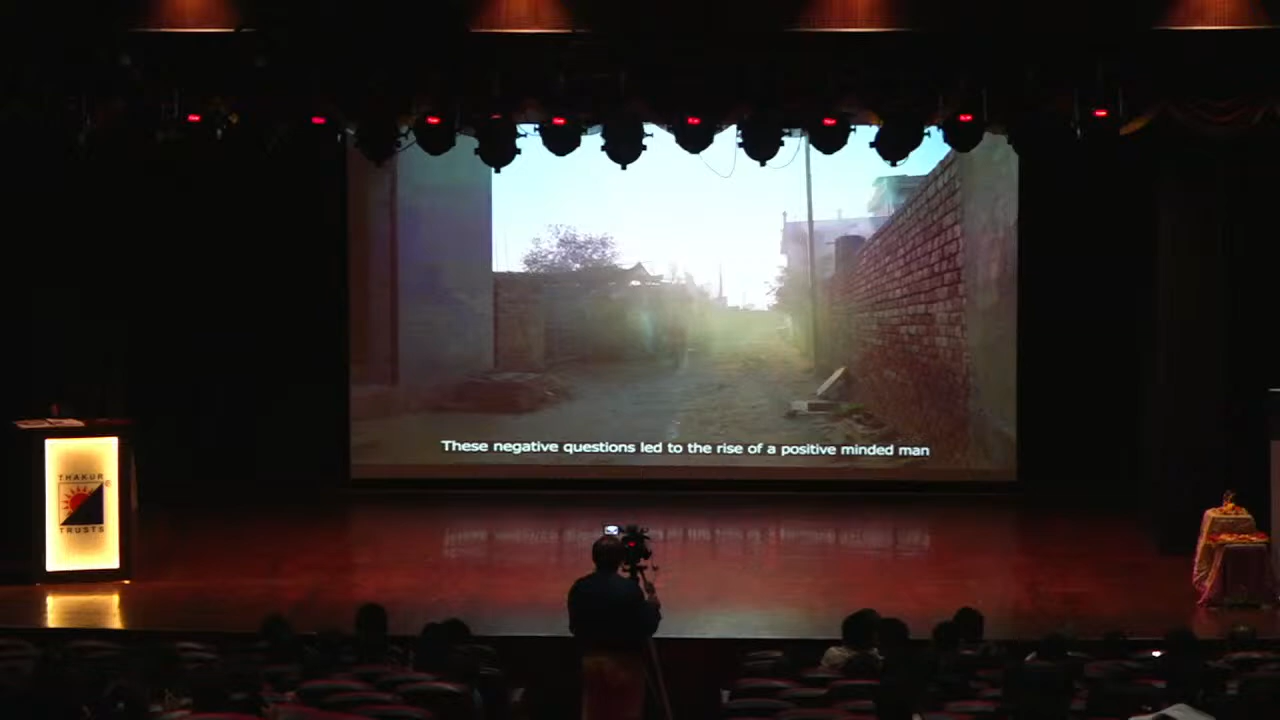 These negative questions led to the rise of a positive minded man
THAKUR
TRUSTS